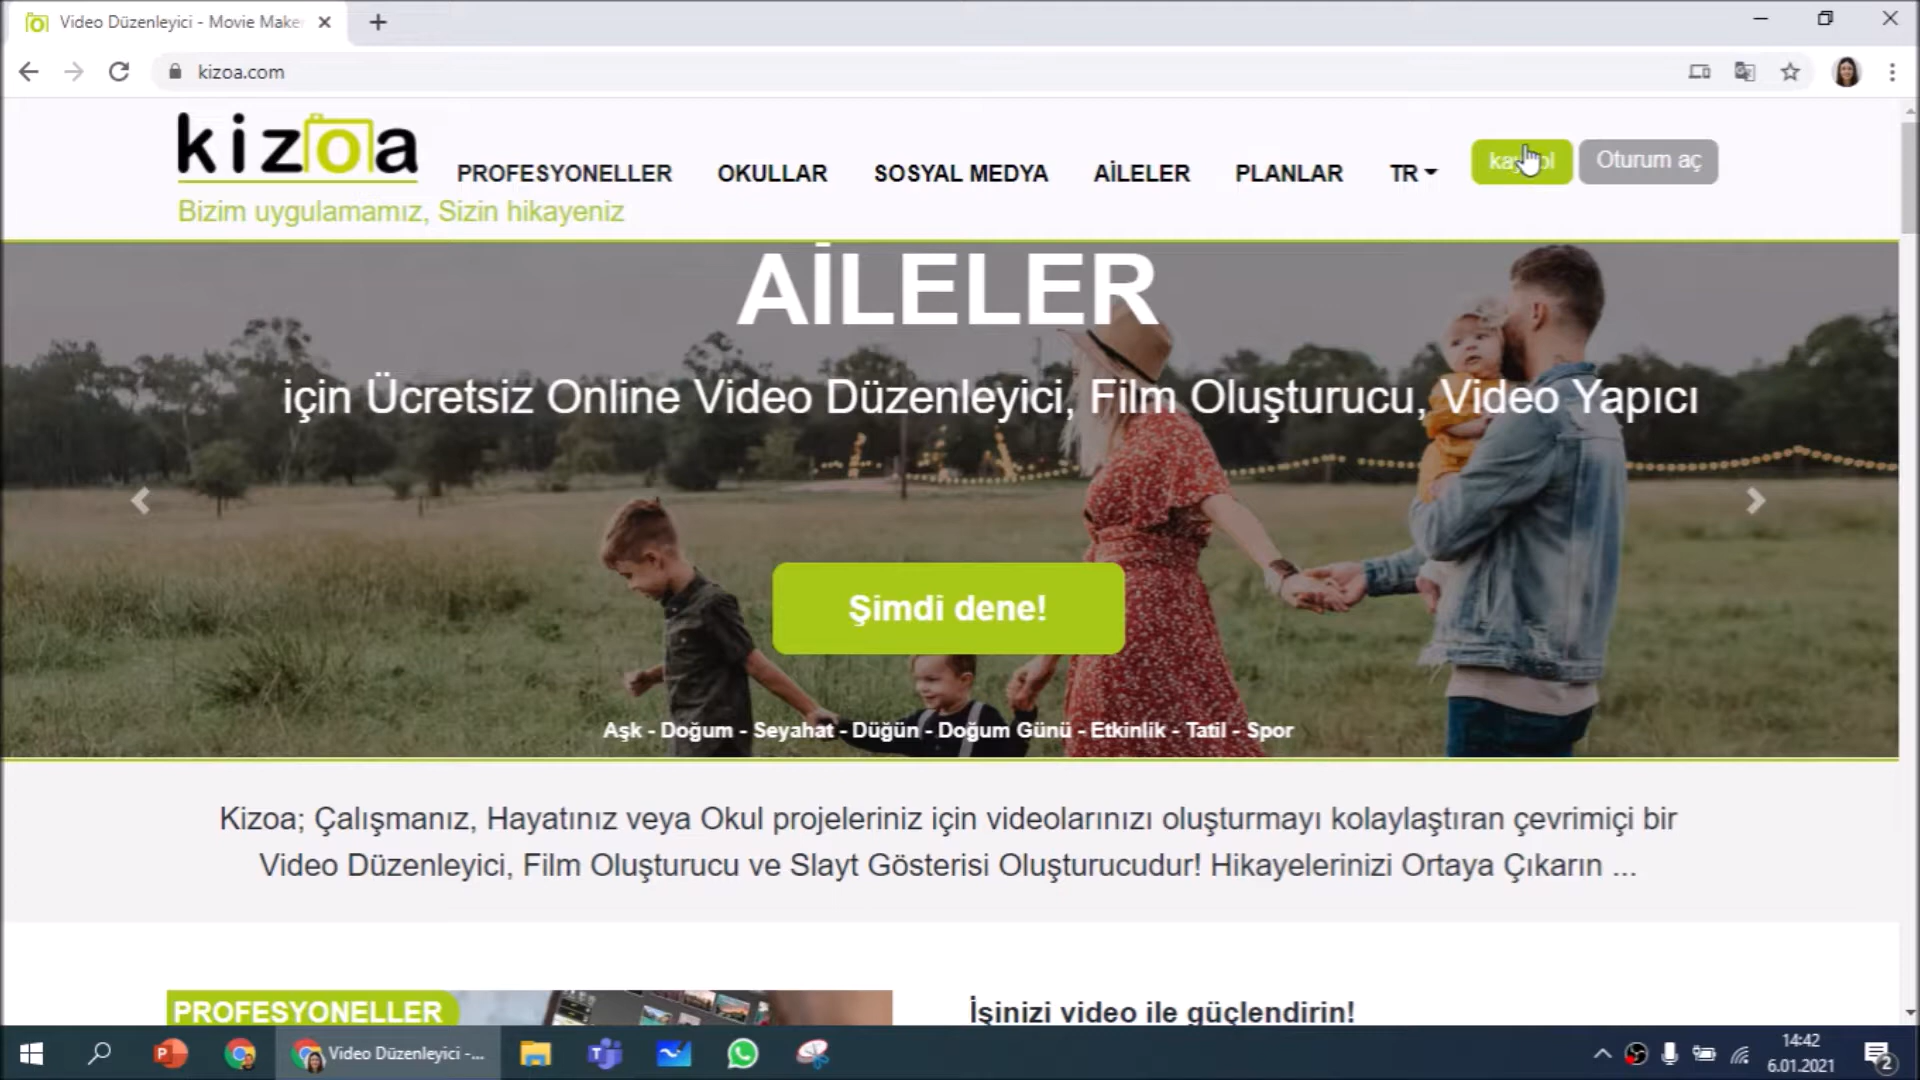 Video Düzenleyici - Movie Make
kizoa.com
kizoa
Bizim uygulamamız, Sizin hikayeniz
PROFESYONELLER
OKULLAR
SOSYAL MEDYA
AİLELER
PLANLAR
TR
Oturum aç
AİLELER
için Ücretsiz Online Video Düzenleyici, Film Oluşturucu, Video Yapıcı
Şimdi dene!
Aşk - Doğum - Seyahat - Düğün - Doğum Günü - Etkinlik - Tatil - Spor
Kizoa; Çalışmanız, Hayatınız veya Okul projeleriniz için videolarınızı oluşturmayı kolaylaştıran çevrimiçi bir
Video Düzenleyici, Film Oluşturucu ve Slayt Gösterisi Oluşturucudur! Hikayelerinizi Ortaya Çıkarın ...
PROFESYONELLER
İşinizi video ile güçlendirin!
Video Düzenleyici -...
14:42
6.01.2021
2